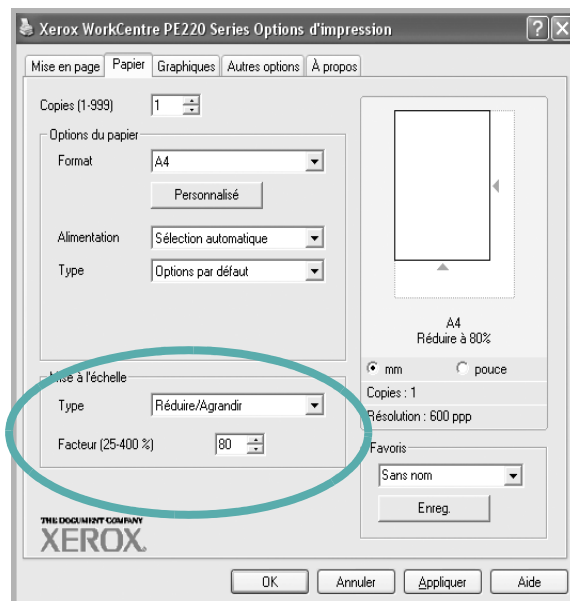 Xerox WorkCentre PE220 Series Options d'impression
Mise en page Papier Graphiques Autres options À propos
Copies (1-999) 1
Options du papier
Format A4
Personnalisé
Alimentation Sélection automatique
Type Options par défaut
A4
Réduire à 80%
mm pouce
Copies : 1
Résolution : 600 ppp
Mise à l'échelle
Type Réduire/Agrandir
Facteur (25-400 %) 80
Favoris
Sans nom
Enreg.
THE DOCUMENT COMPANY
XEROX.
OK Annuler Appliquer Aide